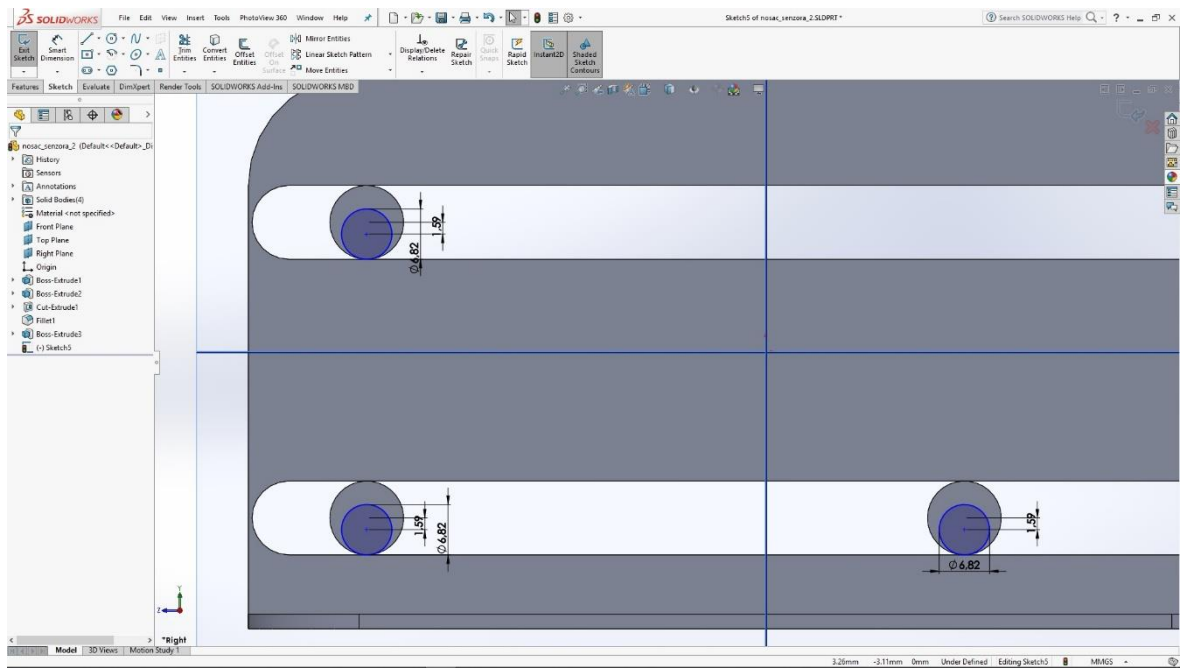 SOLIDWORKS File Edit View Insert Tools PhotoView 360 Window Help Sketch5 of nosac_senzora_2.SLDPRT * Search SOLIDWORKS Help
Exit Sketch
Smart Dimension
Trim Entities
Convert Entities
Offset Entities
Offset On Surface
Mirror Entities
Linear Sketch Pattern
Move Entities
Display/Delete Relations
Repair Sketch
Quick Snaps
Rapid Sketch
Instant2D
Shaded Sketch Contours
Features Sketch Evaluate DimXpert Render Tools SOLIDWORKS Add-Ins SOLIDWORKS MBD
nosac_senzora_2 (Default<<Default>_Di
History
Sensors
Annotations
Solid Bodies(4)
Material <not specified>
Front Plane
Top Plane
Right Plane
Origin
Boss-Extrude1
Boss-Extrude2
Cut-Extrude1
Fillet1
Boss-Extrude3
(-) Sketch5
1,59
Ø6,82
1,59
Ø6,82
1,59
Ø6,82
Y
Z
*Right
Model 3D Views Motion Study 1
3.26mm -3.11mm 0mm Under Defined Editing Sketch5 MMGS